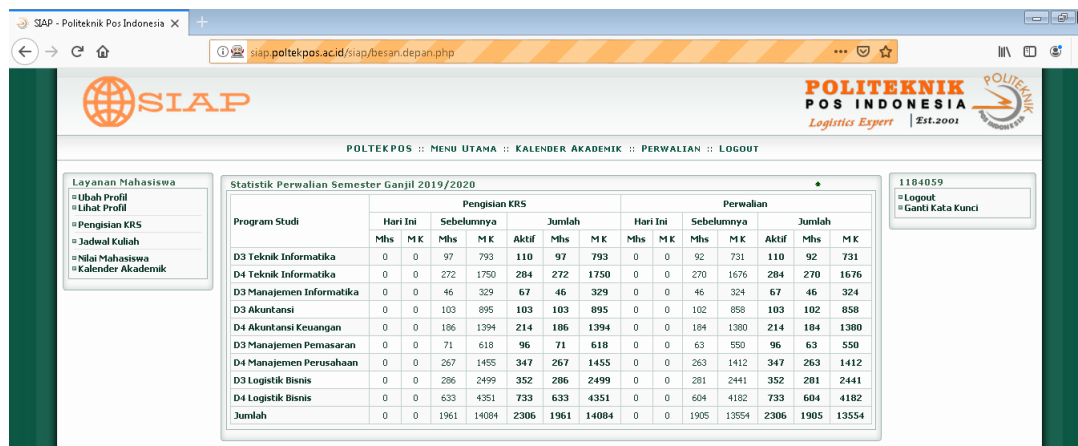 SIAP - Politeknik Pos Indonesia
siap.poltekpos.ac.id/siap/besan.depan.php
SIAP
POLITEKNIK
POS INDONESIA
Logistics Expert Est.2001
POLITEKNIK POS INDONESIA
POLTEKPOS :: MENU UTAMA :: KALENDER AKADEMIK :: PERWALIAN :: LOGOUT
Layanan Mahasiswa
Ubah Profil
Lihat Profil
Pengisian KRS
Jadwal Kuliah
Nilai Mahasiswa
Kalender Akademik
Statistik Perwalian Semester Ganjil 2019/2020
Program Studi Pengisian KRS Perwalian
Hari Ini Sebelumnya Jumlah Hari Ini Sebelumnya Jumlah
Mhs M K Mhs M K Aktif Mhs M K Mhs M K Mhs M K Aktif Mhs M K
D3 Teknik Informatika 0 0 97 793 110 97 793 0 0 92 731 110 92 731
D4 Teknik Informatika 0 0 272 1750 284 272 1750 0 0 270 1676 284 270 1676
D3 Manajemen Informatika 0 0 46 329 67 46 329 0 0 46 324 67 46 324
D3 Akuntansi 0 0 103 895 103 103 895 0 0 102 858 103 102 858
D4 Akuntansi Keuangan 0 0 186 1394 214 186 1394 0 0 184 1380 214 184 1380
D3 Manajemen Pemasaran 0 0 71 618 96 71 618 0 0 63 550 96 63 550
D4 Manajemen Perusahaan 0 0 267 1455 347 267 1455 0 0 263 1412 347 263 1412
D3 Logistik Bisnis 0 0 286 2499 352 286 2499 0 0 281 2441 352 281 2441
D4 Logistik Bisnis 0 0 633 4351 733 633 4351 0 0 604 4182 733 604 4182
Jumlah 0 0 1961 14084 2306 1961 14084 0 0 1905 13554 2306 1905 13554
1184059
Logout
Ganti Kata Kunci